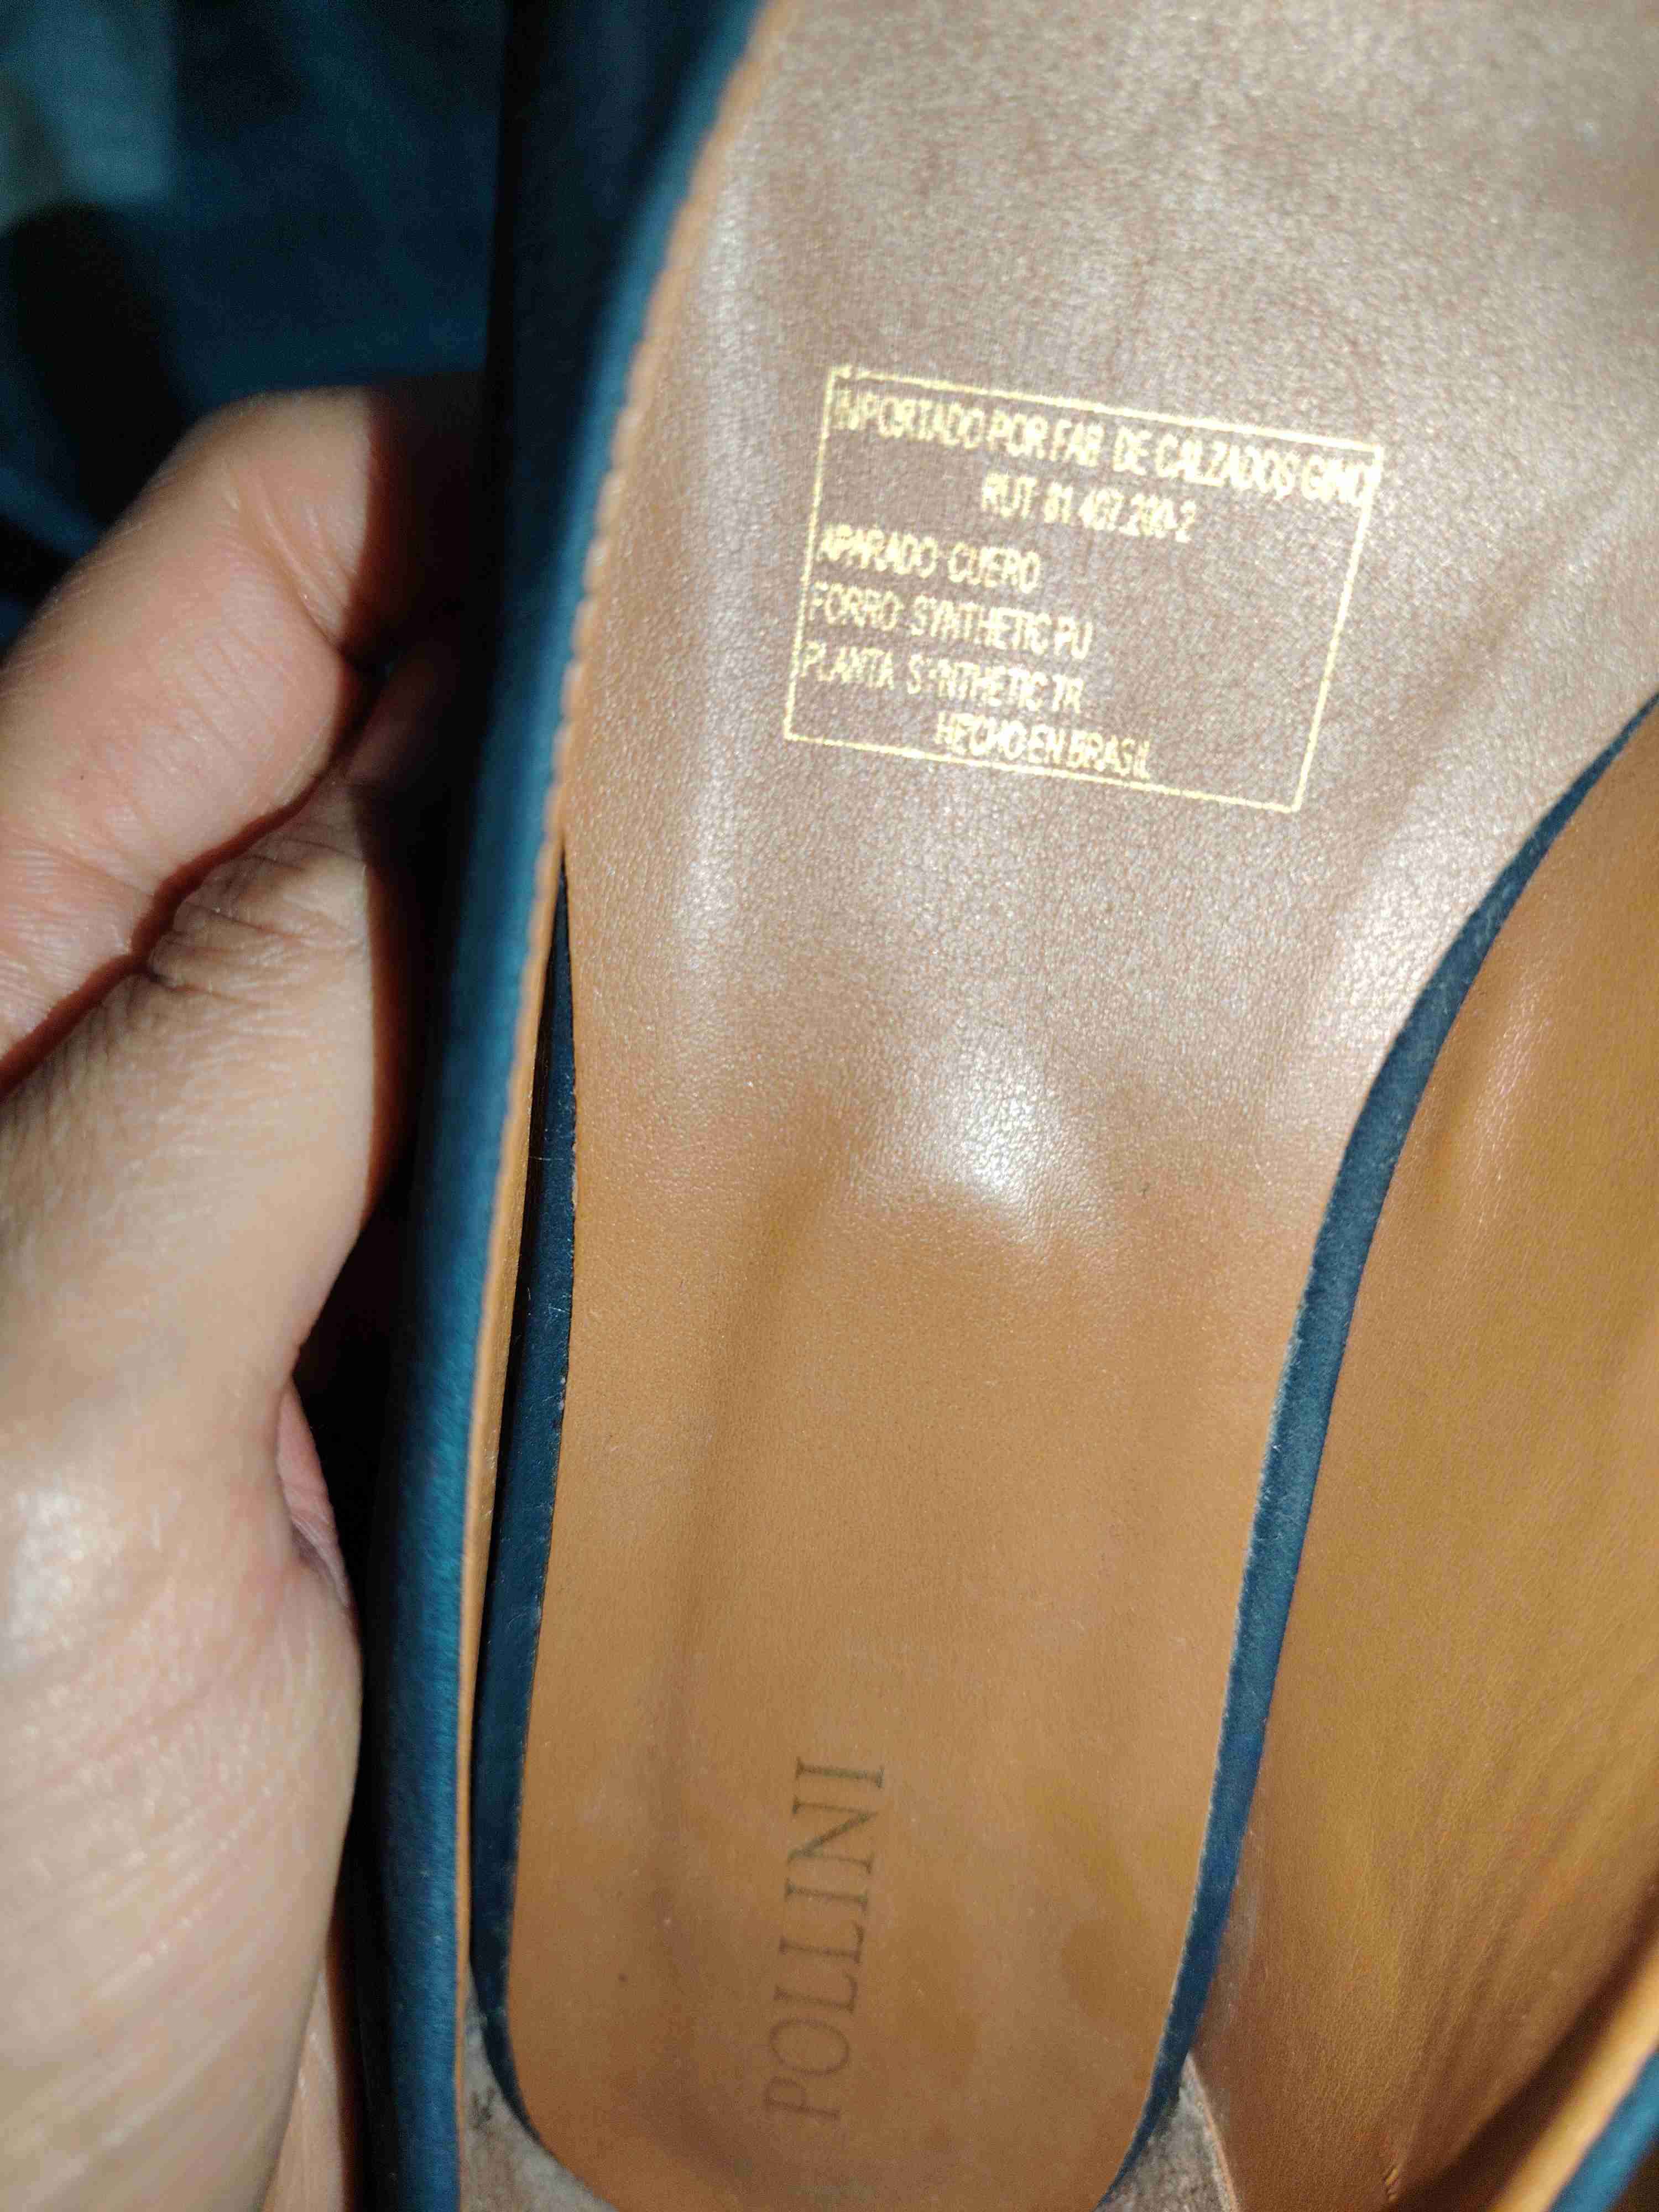 IMPORTADO POR FAB DE CALZADOS GINO
RUT 81.407.200-2
APARADO: CUERO
FORRO: SYNTHETIC PU
PLANTA: SYNTHETIC TR
HECHO EN BRASIL
POLLINI